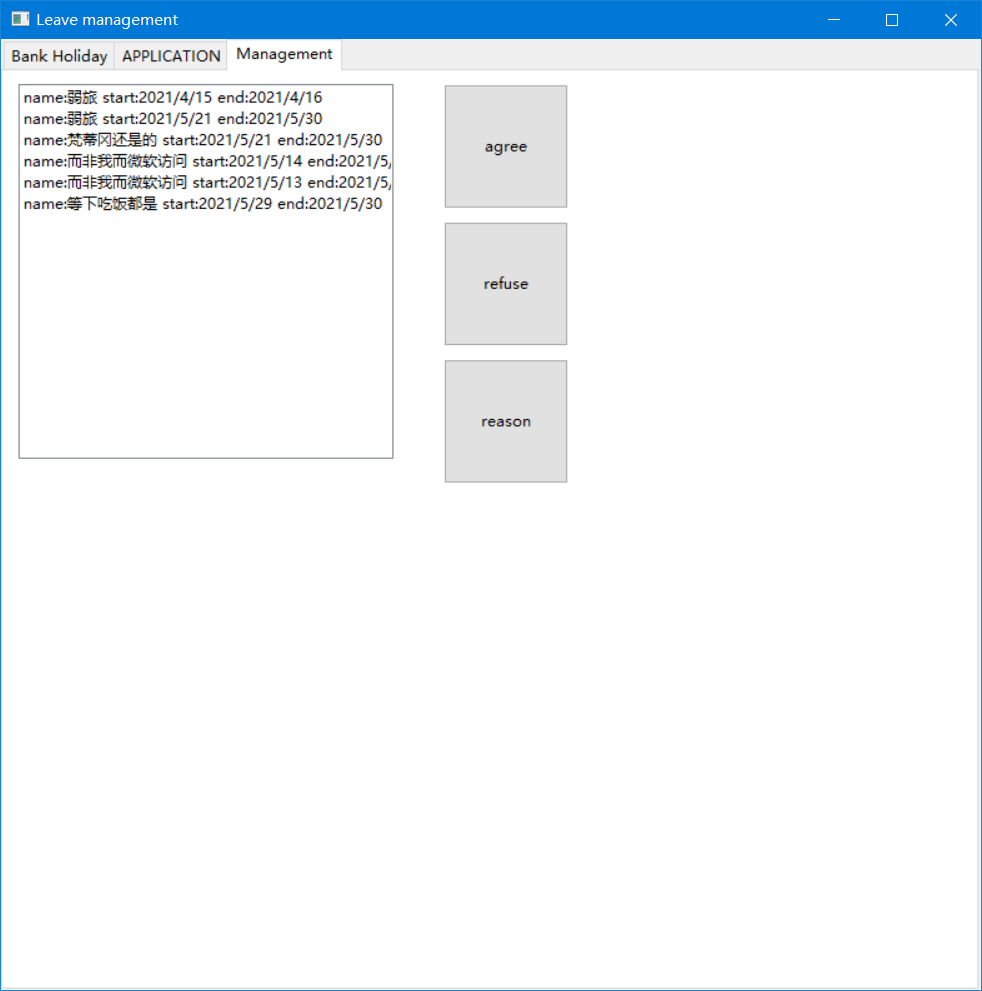 Leave management
Bank Holiday APPLICATION Management
name:弱旅 start:2021/4/15 end:2021/4/16
name:弱旅 start:2021/5/21 end:2021/5/30
name:梵蒂冈还是的 start:2021/5/21 end:2021/5/30
name:而非我而微软访问 start:2021/5/14 end:2021/5/
name:而非我而微软访问 start:2021/5/13 end:2021/5/
name:等下吃饭都是 start:2021/5/29 end:2021/5/30
agree
refuse
reason